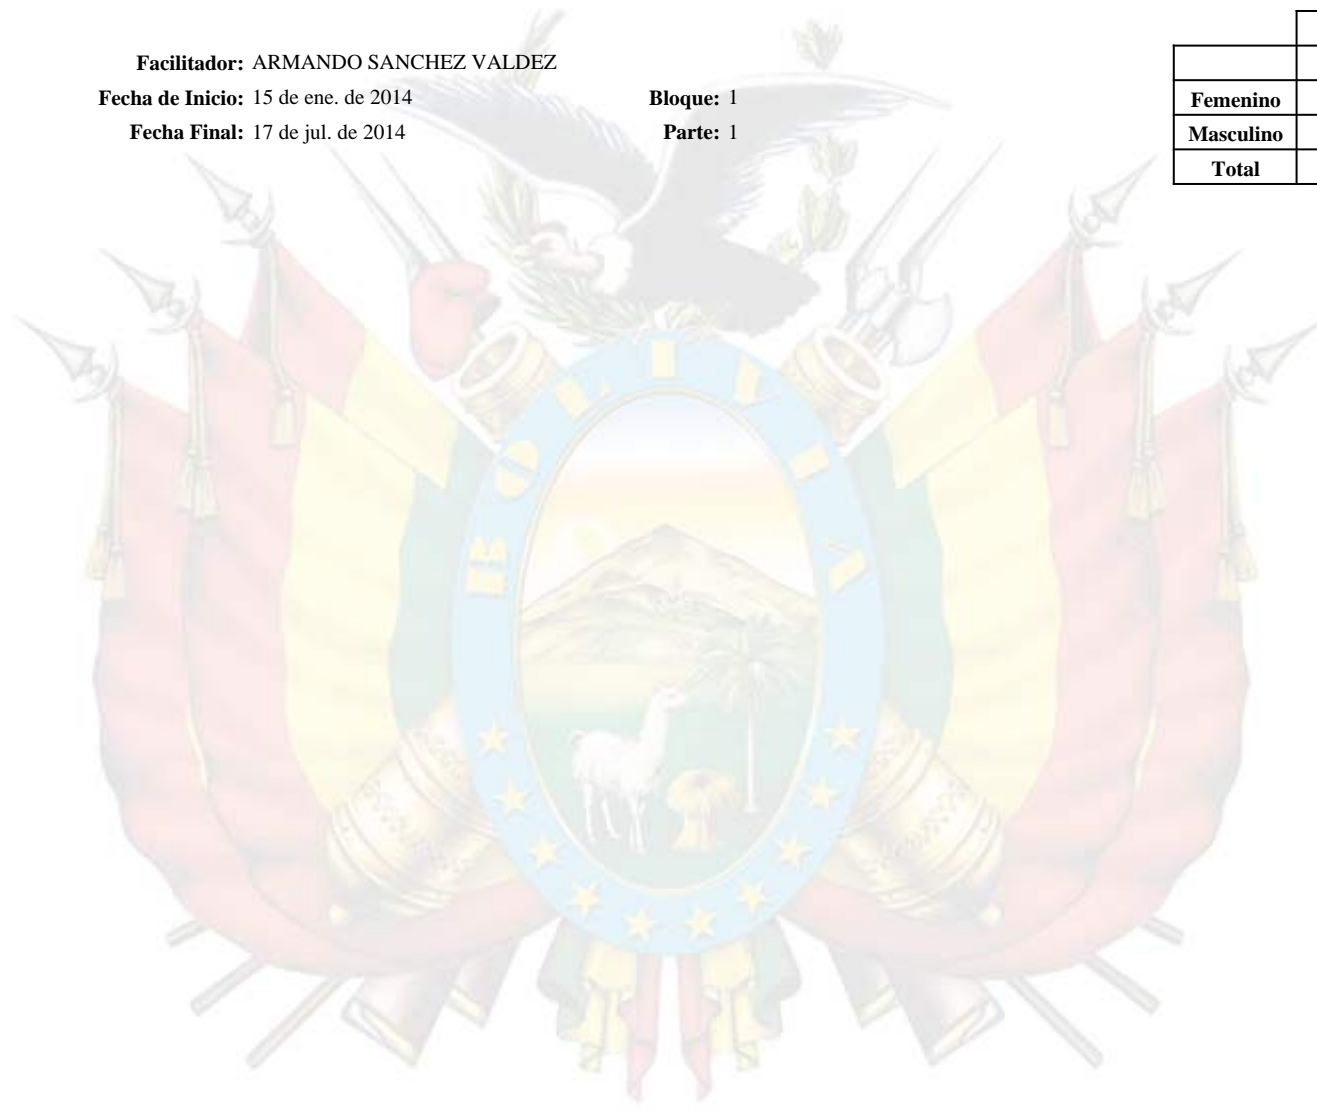 Facilitador: ARMANDO SANCHEZ VALDEZ
Fecha de Inicio: 15 de ene. de 2014 Bloque: 1
Fecha Final: 17 de jul. de 2014 Parte: 1
Femenino
Masculino
Total
BOLIVIA